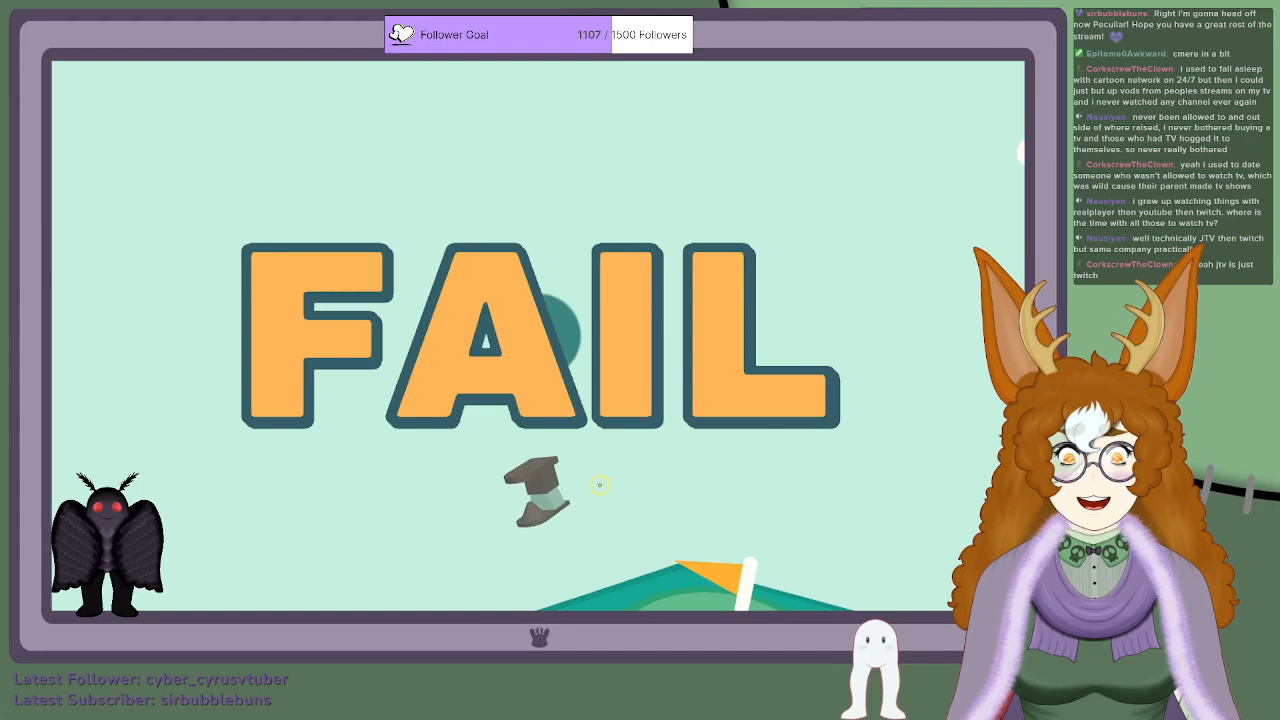 Follower Goal 1107 / 1500 Followers
sirbubblebuns: Right I'm gonna head off
now Peculiar! Hope you have a great rest of the
stream!
Epitome0Awkward: cmere in a bit
CorkscrewTheClown: I used to fall asleep
with cartoon network on 24/7 but then I could
just but up vods from peoples streams on my tv
and i never watched any channel ever again
Nausiyan: never been allowed to and out
side of where raised, i never bothered buying a
tv and those who had TV hogged it to
themselves. so never really bothered
CorkscrewTheClown: yeah i used to date
someone who wasn't allowed to watch tv, which
was wild cause their parent made tv shows
Nausiyan: i grew up watching things with
realplayer then youtube then twitch. where is
the time with all those to watch tv?
Nausiyan: well technically JTV then twitch
but same company practically
CorkscrewTheClown: yeah jtv is just
twitch
FAIL
Latest Follower: cyber_cyrusvtuber
Latest Subscriber: sirbubblebuns